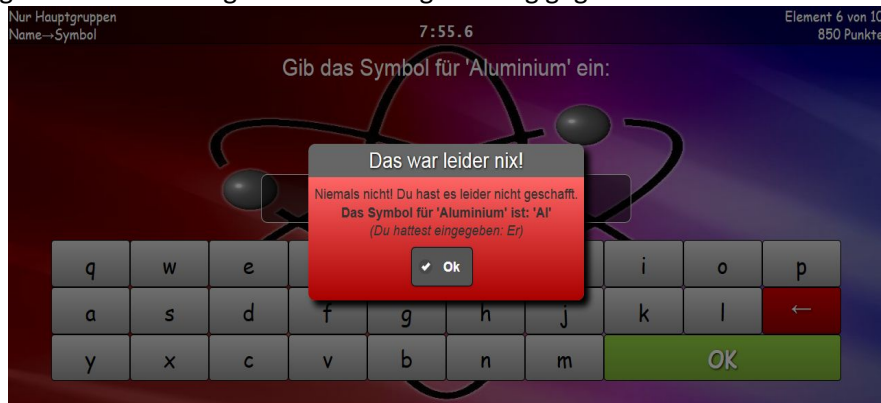 Nur Hauptgruppen
Name→Symbol
7:55.6
Element 6 von 10
850 Punkte
Gib das Symbol für 'Aluminium' ein:
Das war leider nix!
Niemals nicht! Du hast es leider nicht geschafft.
Das Symbol für 'Aluminium' ist: 'Al'
(Du hattest eingegeben: Er)
Ok
q w e i o p
a s d f g h j k l ←
y x c v b n m OK